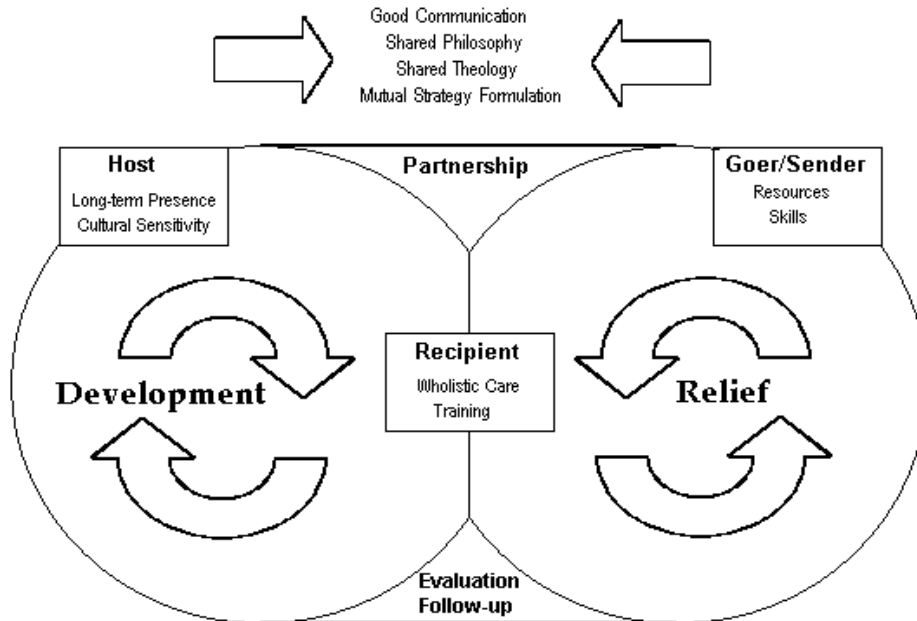 Good Communication
Shared Philosophy
Shared Theology
Mutual Strategy Formulation
Host
Long-term Presence
Cultural Sensitivity
Partnership
Goer/Sender
Resources
Skills
Recipient
Wholistic Care
Training
Development
Relief
Evaluation
Follow-up